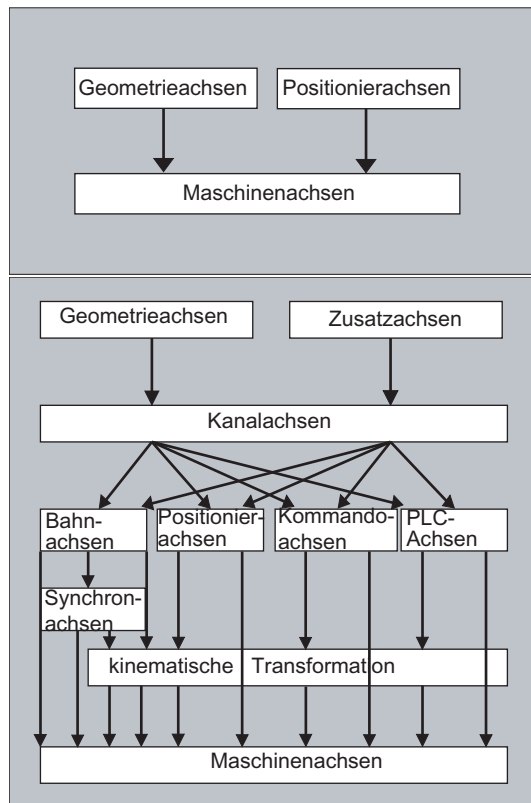 Geometrieachsen Positionierachsen
Maschinenachsen
Geometrieachsen Zusatzachsen
Kanalachsen
Bahn-
achsen
Positionier-
achsen
Kommando-
achsen
PLC-
Achsen
Synchron-
achsen
kinematische Transformation
Maschinenachsen